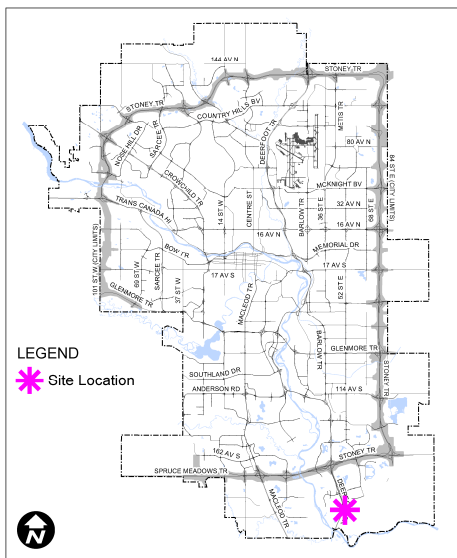 144 AV N
STONEY TR
STONEY TR
COUNTRY HILLS BV
METIS TR
DEERFOOT TR
NOSE HILL DR
SARCEE TR
80 AV N
CROWCHILD TR
MCKNIGHT BV
84 ST E (CITY LIMITS)
TRANS CANADA HI
14 ST W
CENTRE ST
BARLOW TR
36 ST E
32 AV N
68 ST E
16 AV N
16 AV N
101 ST W (CITY LIMITS)
BOW TR
MEMORIAL DR
69 ST W
SARCEE TR
37 ST W
17 AV S
17 AV S
52 ST E
GLENMORE TR
MACLEOD TR
BARLOW TR
GLENMORE TR
LEGEND
Site Location
SOUTHLAND DR
STONEY TR
ANDERSON RD
114 AV S
162 AV S
STONEY TR
SPRUCE MEADOWS TR
DEER
MACLEOD TR
N